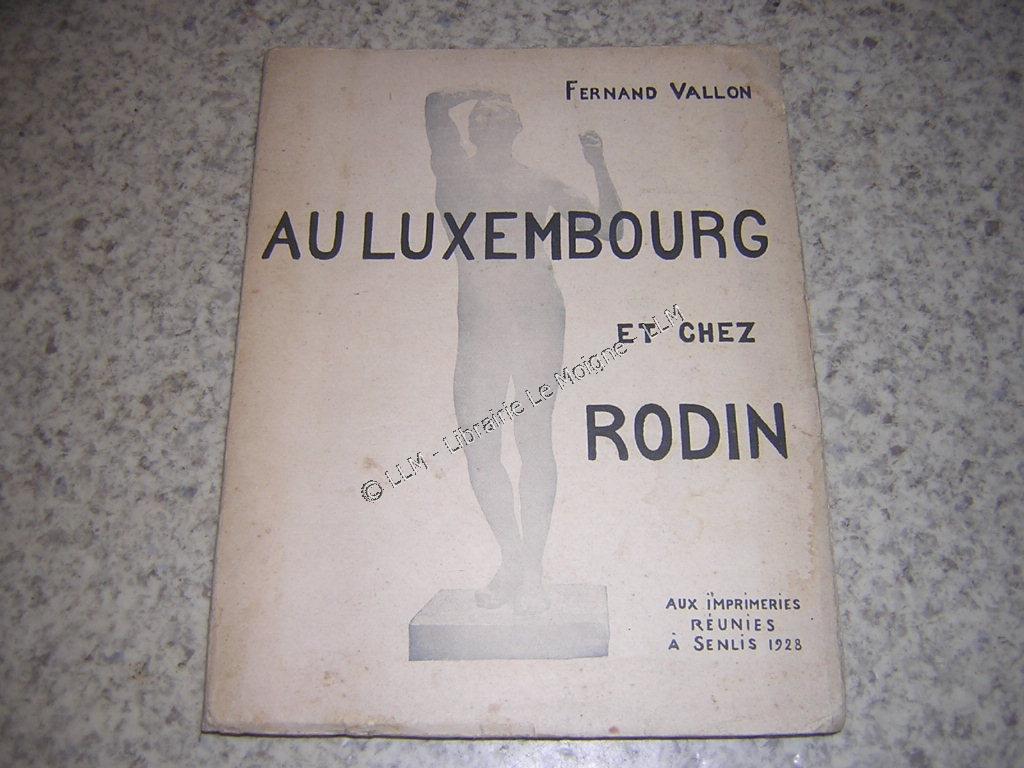 FERNAND VALLON
AU LUXEMBOURG
ET CHEZ
RODIN
© LLM - Librairie Le Moigne - LLM
AUX IMPRIMERIES
RÉUNIES
À SENLIS 1928